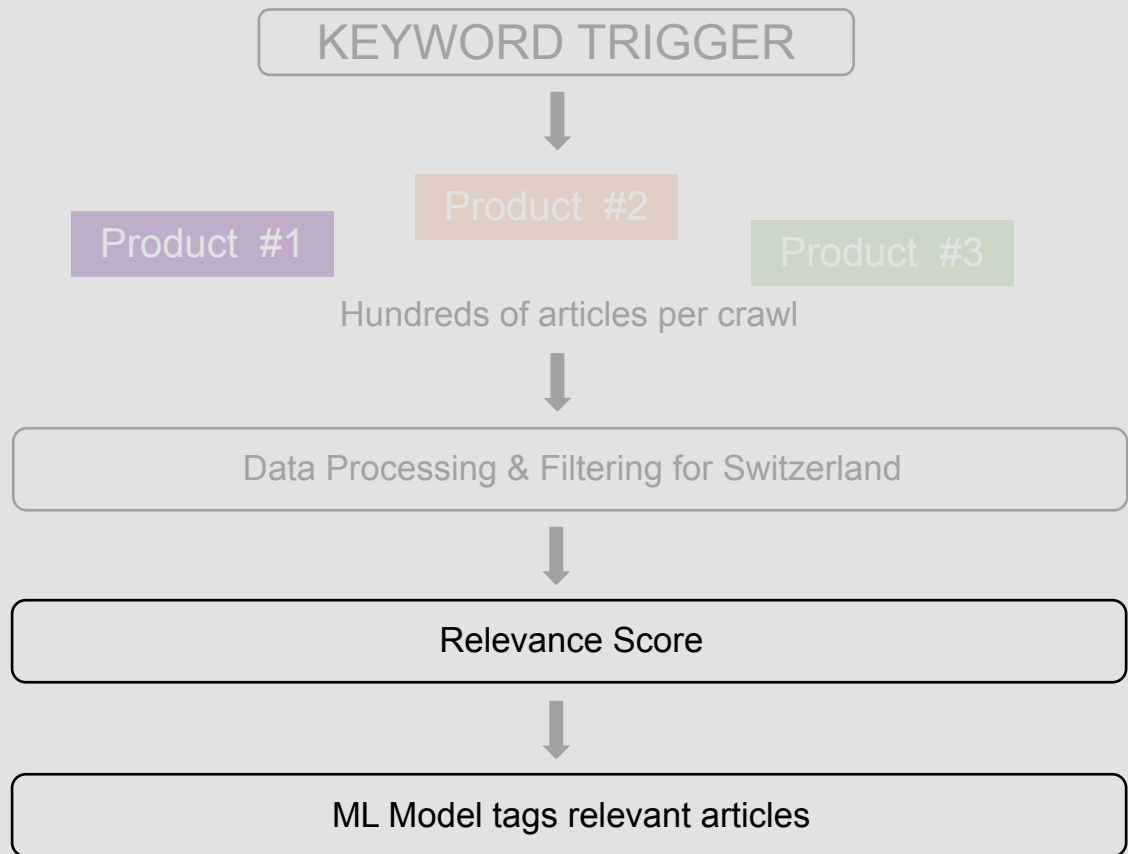 KEYWORD TRIGGER
Product #1
Product #2
Product #3
Hundreds of articles per crawl
Data Processing & Filtering for Switzerland
Relevance Score
ML Model tags relevant articles